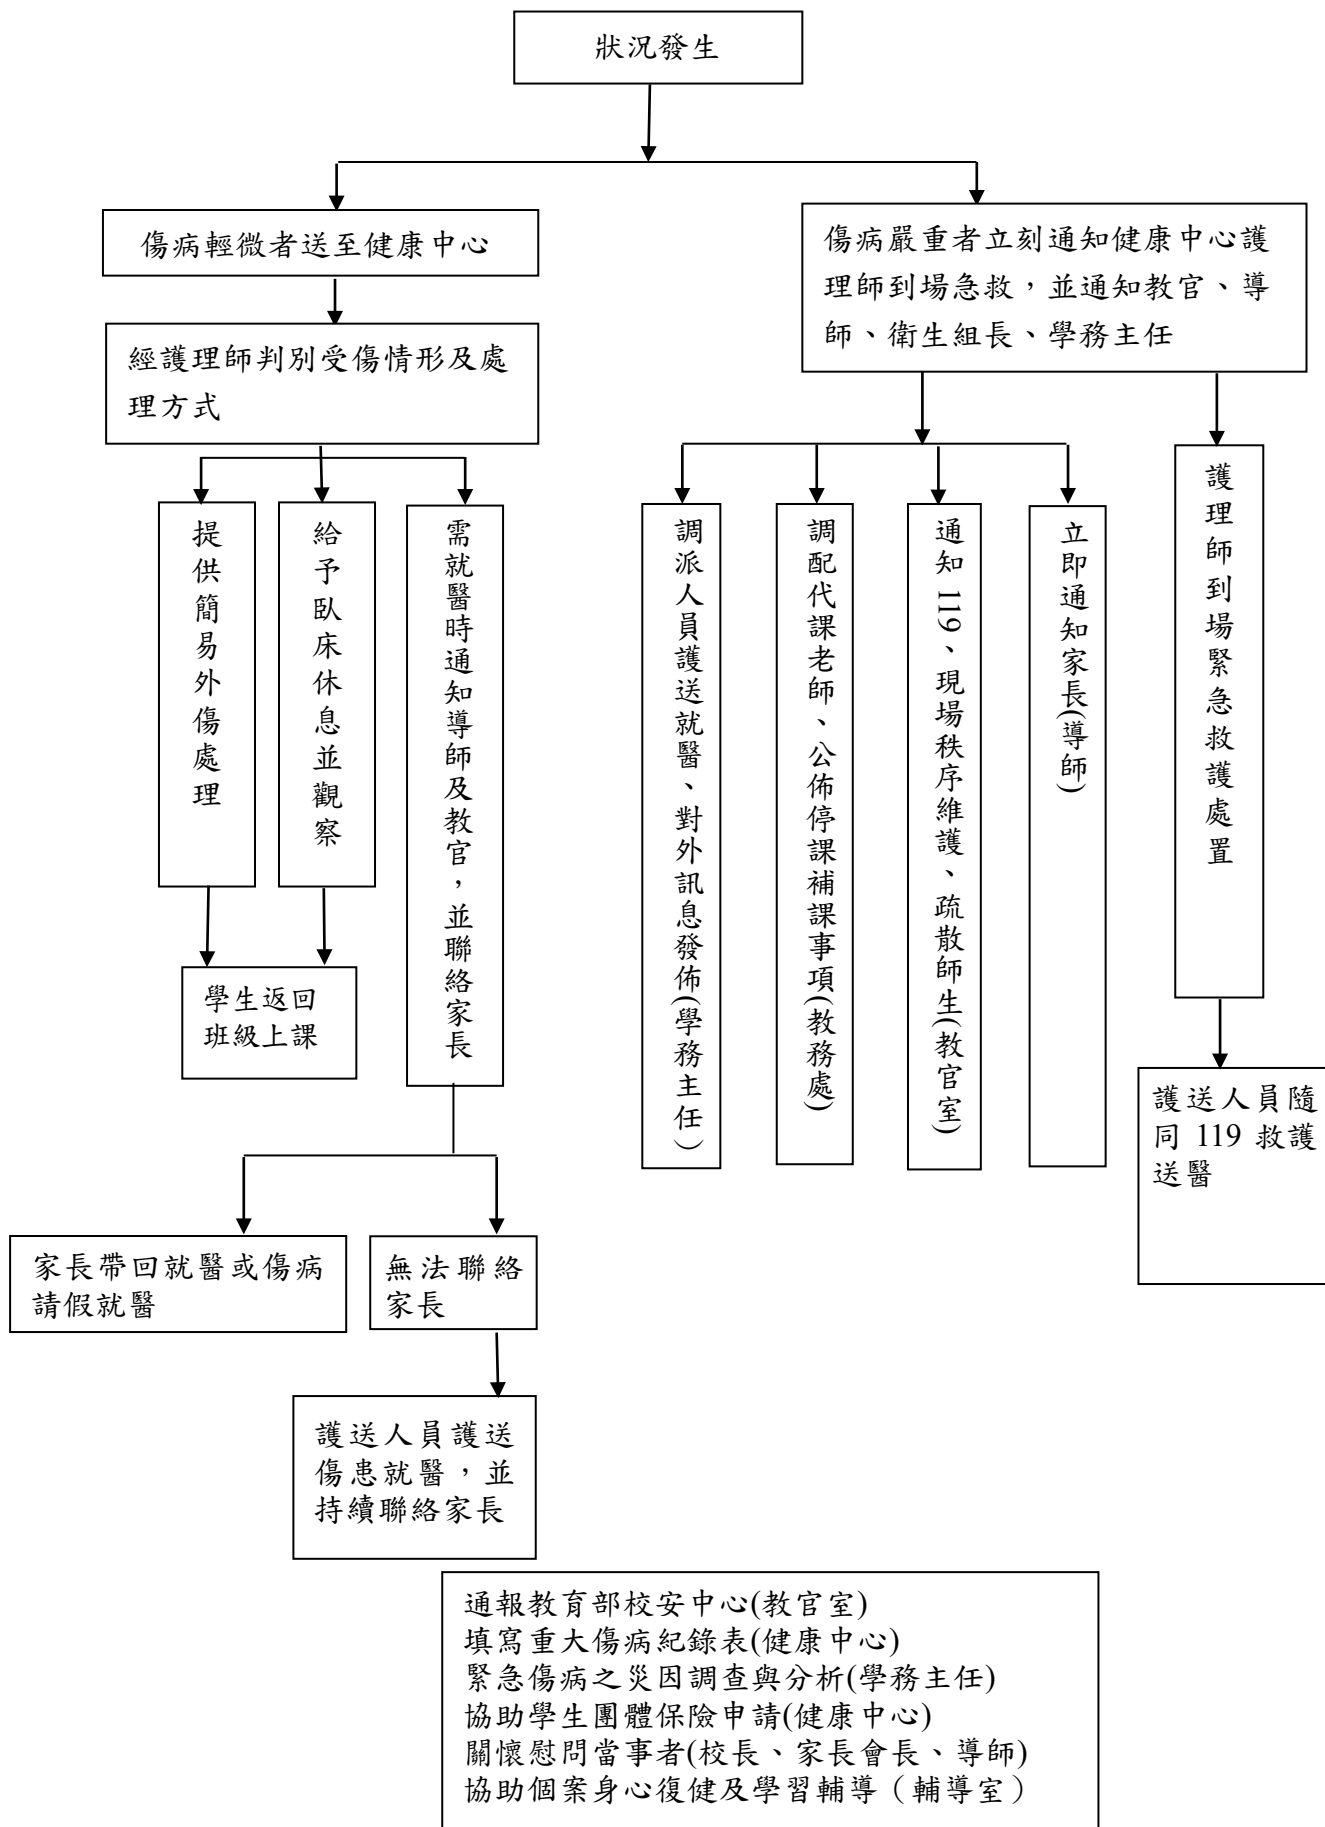 狀況發生
傷病輕微者送至健康中心
傷病嚴重者立刻通知健康中心護
理師到場急救，並通知教官、導
師、衛生組長、學務主任
經護理師判別受傷情形及處
理方式
提供簡易外傷處理
給予臥床休息並觀察
需就醫時通知導師及教官，並聯絡家長
調派人員護送就醫、對外訊息發佈(學務主任）
調配代課老師、公佈停課補課事項(教務處)
通知 119、現場秩序維護、疏散師生(教官室)
立即通知家長(導師)
護理師到場緊急救護處置
學生返回
班級上課
護送人員隨
同 119 救護
送醫
家長帶回就醫或傷病
請假就醫
無法聯絡
家長
護送人員護送
傷患就醫，並
持續聯絡家長
通報教育部校安中心(教官室)
填寫重大傷病紀錄表(健康中心)
緊急傷病之災因調查與分析(學務主任)
協助學生團體保險申請(健康中心)
關懷慰問當事者(校長、家長會長、導師)
協助個案身心復健及學習輔導（輔導室）